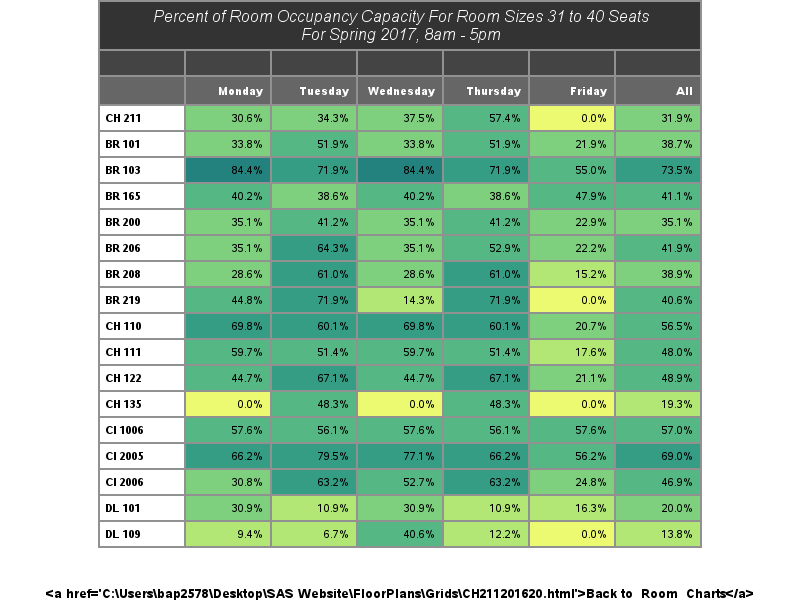 Percent of Room Occupancy Capacity For Room Sizes 31 to 40 Seats
For Spring 2017, 8am - 5pm
Monday Tuesday Wednesday Thursday Friday All
CH 211 30.6% 34.3% 37.5% 57.4% 0.0% 31.9%
BR 101 33.8% 51.9% 33.8% 51.9% 21.9% 38.7%
BR 103 84.4% 71.9% 84.4% 71.9% 55.0% 73.5%
BR 165 40.2% 38.6% 40.2% 38.6% 47.9% 41.1%
BR 200 35.1% 41.2% 35.1% 41.2% 22.9% 35.1%
BR 206 35.1% 64.3% 35.1% 52.9% 22.2% 41.9%
BR 208 28.6% 61.0% 28.6% 61.0% 15.2% 38.9%
BR 219 44.8% 71.9% 14.3% 71.9% 0.0% 40.6%
CH 110 69.8% 60.1% 69.8% 60.1% 20.7% 56.5%
CH 111 59.7% 51.4% 59.7% 51.4% 17.6% 48.0%
CH 122 44.7% 67.1% 44.7% 67.1% 21.1% 48.9%
CH 135 0.0% 48.3% 0.0% 48.3% 0.0% 19.3%
CI 1006 57.6% 56.1% 57.6% 56.1% 57.6% 57.0%
CI 2005 66.2% 79.5% 77.1% 66.2% 56.2% 69.0%
CI 2006 30.8% 63.2% 52.7% 63.2% 24.8% 46.9%
DL 101 30.9% 10.9% 30.9% 10.9% 16.3% 20.0%
DL 109 9.4% 6.7% 40.6% 12.2% 0.0% 13.8%
<a href='C:\Users\bap2578\Desktop\SAS Website\FloorPlans\Grids\CH211201620.html'>Back to Room Charts</a>